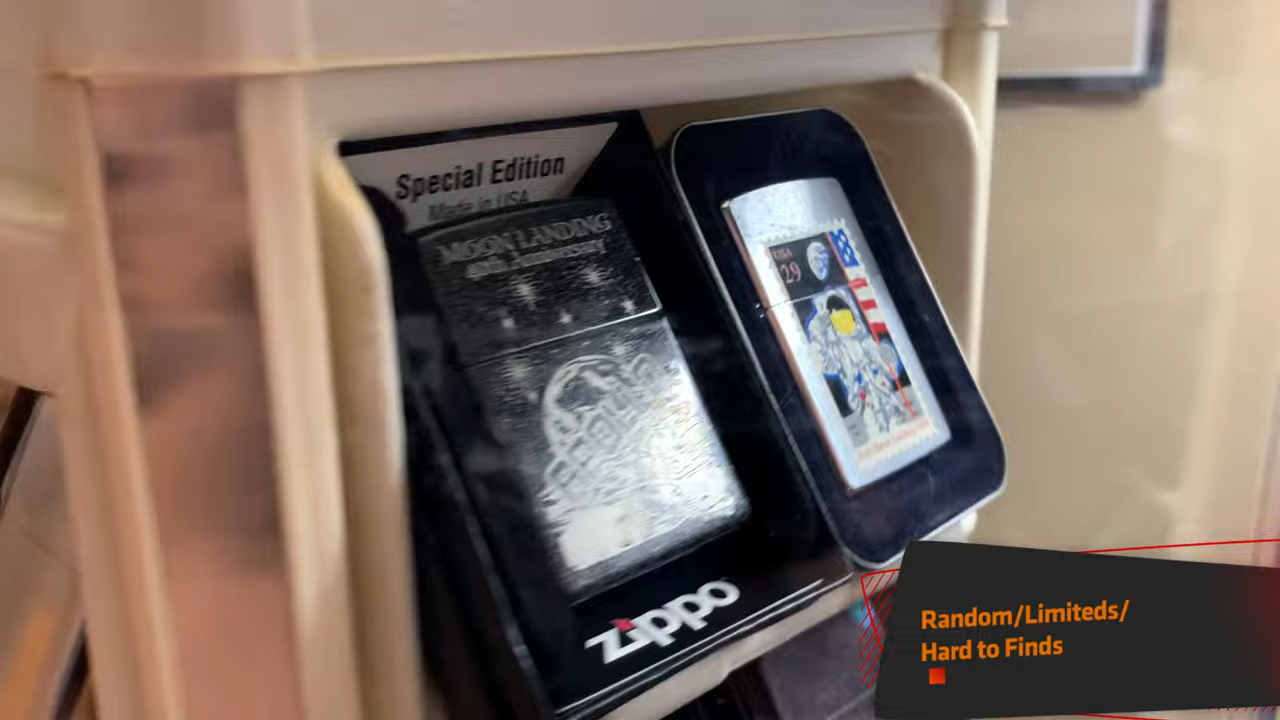 Special Edition
Made in USA
MOON LANDING
40th Anniversary
USA
29
zippo
Random/Limiteds/
Hard to Finds